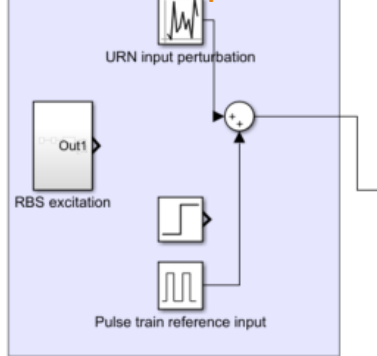 URN input perturbation
++
Out1
RBS excitation
Pulse train reference input